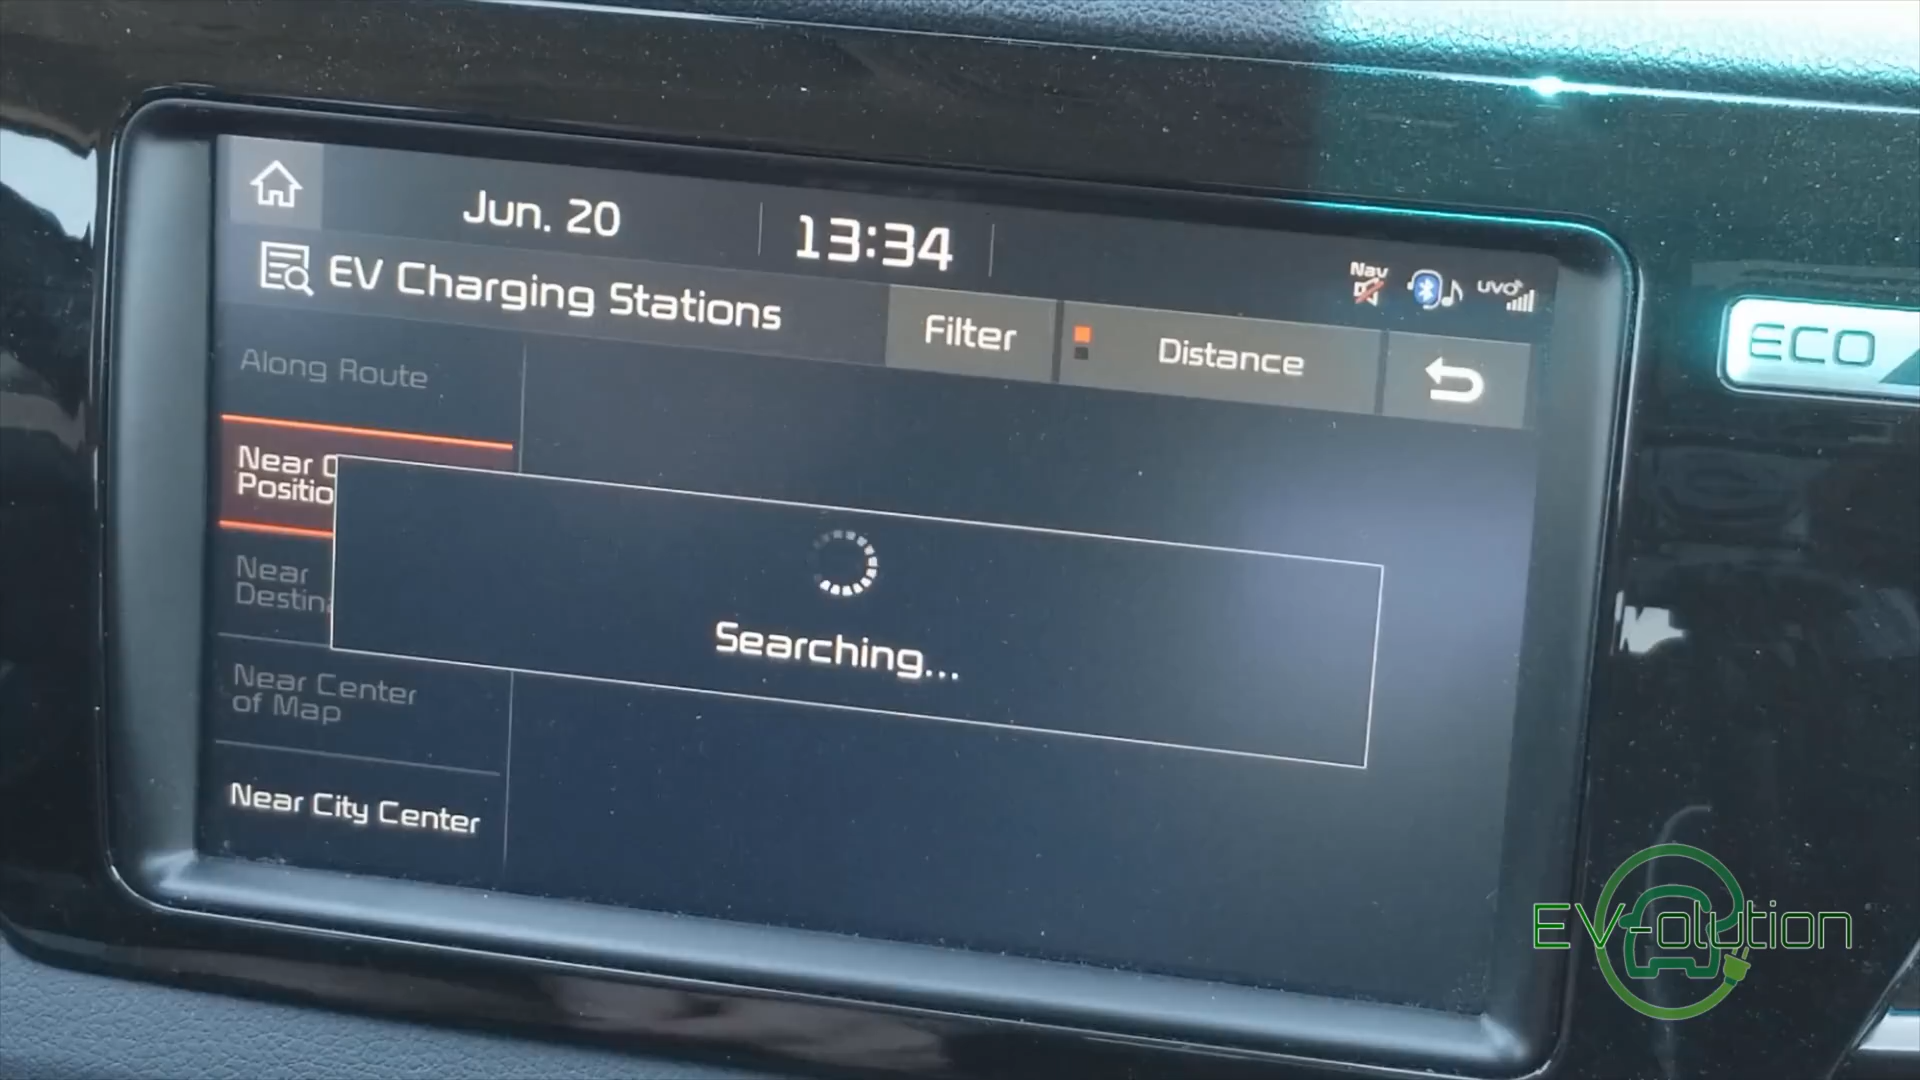 Jun. 20
13:34
Nav
UVO
EV Charging Stations
Filter
Distance
Along Route
Near C
Positio
Near
Destina
Near Center
of Map
Near City Center
Searching...
ECO
EV-olution